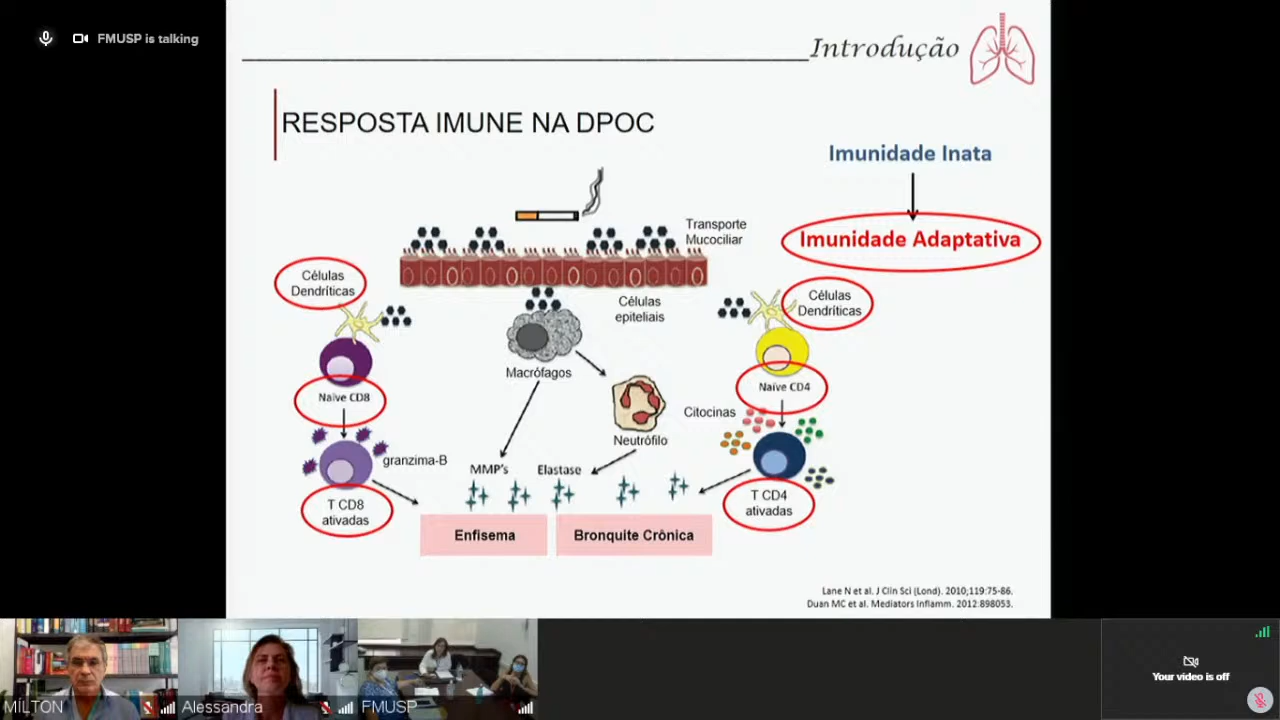 FMUSP is talking
Introdução
RESPOSTA IMUNE NA DPOC
Imunidade Inata
Imunidade Adaptativa
Transporte
Mucociliar
Células
Dendríticas
Células
epiteliais
Células
Dendríticas
Macrófagos
Naïve CD8
Naïve CD4
Citocinas
Neutrófilo
granzima-B
MMP's
Elastase
T CD8
ativadas
T CD4
ativadas
Enfisema
Bronquite Crônica
Lane N et al. J Clin Sci (Lond). 2010;119:75-86.
Duan MC et al. Mediators Inflamm. 2012:898053.
MILTON
Alessandra
FMUSP
Your video is off